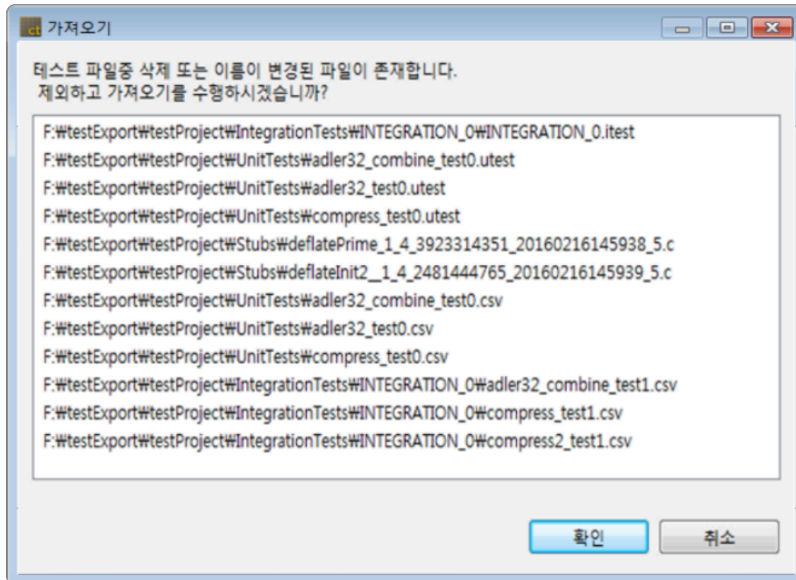 ct 가져오기
테스트 파일중 삭제 또는 이름이 변경된 파일이 존재합니다.
제외하고 가져오기를 수행하시겠습니까?
F:₩testExport₩testProject₩IntegrationTests₩INTEGRATION_0₩INTEGRATION_0.itest
F:₩testExport₩testProject₩UnitTests₩adler32_combine_test0.utest
F:₩testExport₩testProject₩UnitTests₩adler32_test0.utest
F:₩testExport₩testProject₩UnitTests₩compress_test0.utest
F:₩testExport₩testProject₩Stubs₩deflatePrime_1_4_3923314351_20160216145938_5.c
F:₩testExport₩testProject₩Stubs₩deflateInit2__1_4_2481444765_20160216145939_5.c
F:₩testExport₩testProject₩UnitTests₩adler32_combine_test0.csv
F:₩testExport₩testProject₩UnitTests₩adler32_test0.csv
F:₩testExport₩testProject₩UnitTests₩compress_test0.csv
F:₩testExport₩testProject₩IntegrationTests₩INTEGRATION_0₩adler32_combine_test1.csv
F:₩testExport₩testProject₩IntegrationTests₩INTEGRATION_0₩compress_test1.csv
F:₩testExport₩testProject₩IntegrationTests₩INTEGRATION_0₩compress2_test1.csv
확인 취소